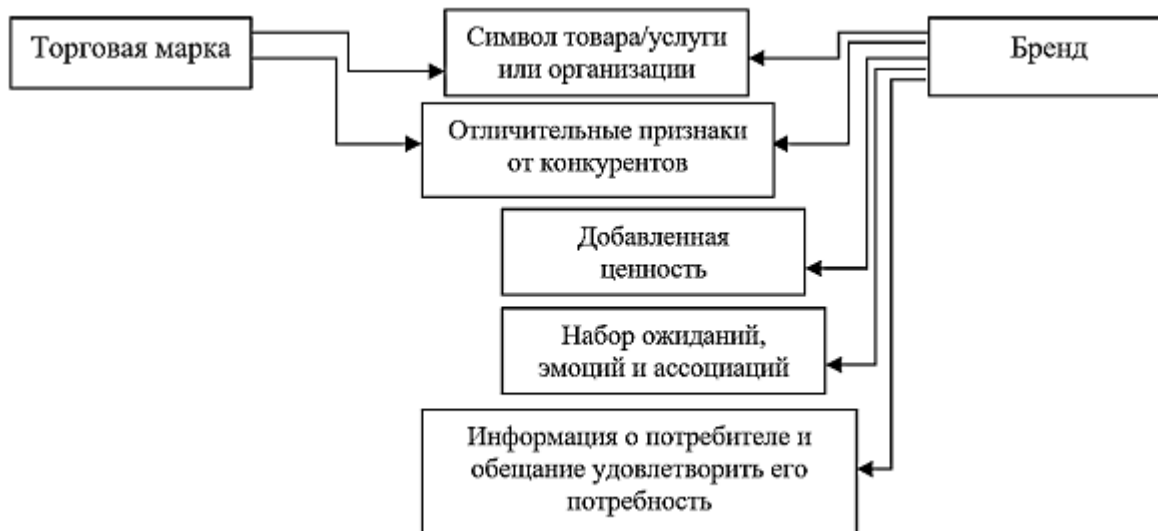 Торговая марка
Символ товара/услуги
или организации
Бренд
Отличительные признаки
от конкурентов
Добавленная
ценность
Набор ожиданий,
эмоций и ассоциаций
Информация о потребителе и
обещание удовлетворить его
потребность